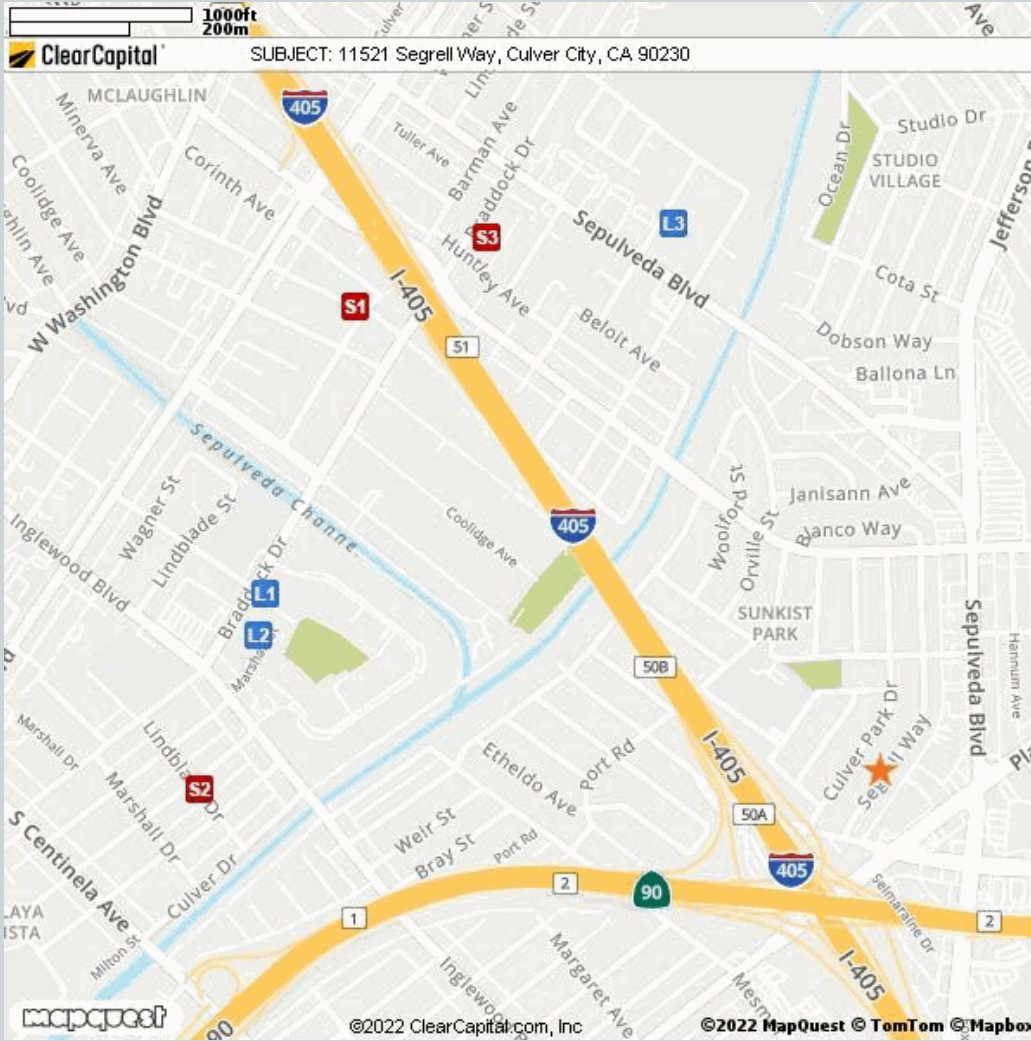 1000ft
200m
ClearCapital
SUBJECT: 11521 Segrell Way, Culver City, CA 90230
Culver
Ave
MCLAUGHLIN
405
Minerva Ave
Tuller Ave
Barman Ave
Braddock Dr
Ocean Dr
Studio Dr
STUDIO
VILLAGE
Coolidge Ave
Corinth Ave
W Washington Blvd
S3
L3
Sepulveda Blvd
Jefferson
Huntley Ave
I-405
S1
Cota St
51
Beloit Ave
Dobson Way
Ballona Ln
Sepulveda Channe
Wagner St
Lindblade St
Inglewood Blvd
Coolidge Ave
405
Janisann Ave
Blanco Way
Orville St
Braddock Dr
L1
L2
SUNKIST
PARK
Sepulveda Blvd
Hannum Ave
50B
Marshall Dr
Marshall Dr
S2
Etheldo Ave
Port Rd
I-405
Culver Park Dr
50A
S Centinela Ave
Culver Dr
Weir St
Bray St
Port Rd
405
2
90
1
2
Selmaraine Dr
Milton St
Margaret Ave
I-405
90
mapquest
©2022 ClearCapital.com, Inc
©2022 MapQuest © TomTom © Mapbox